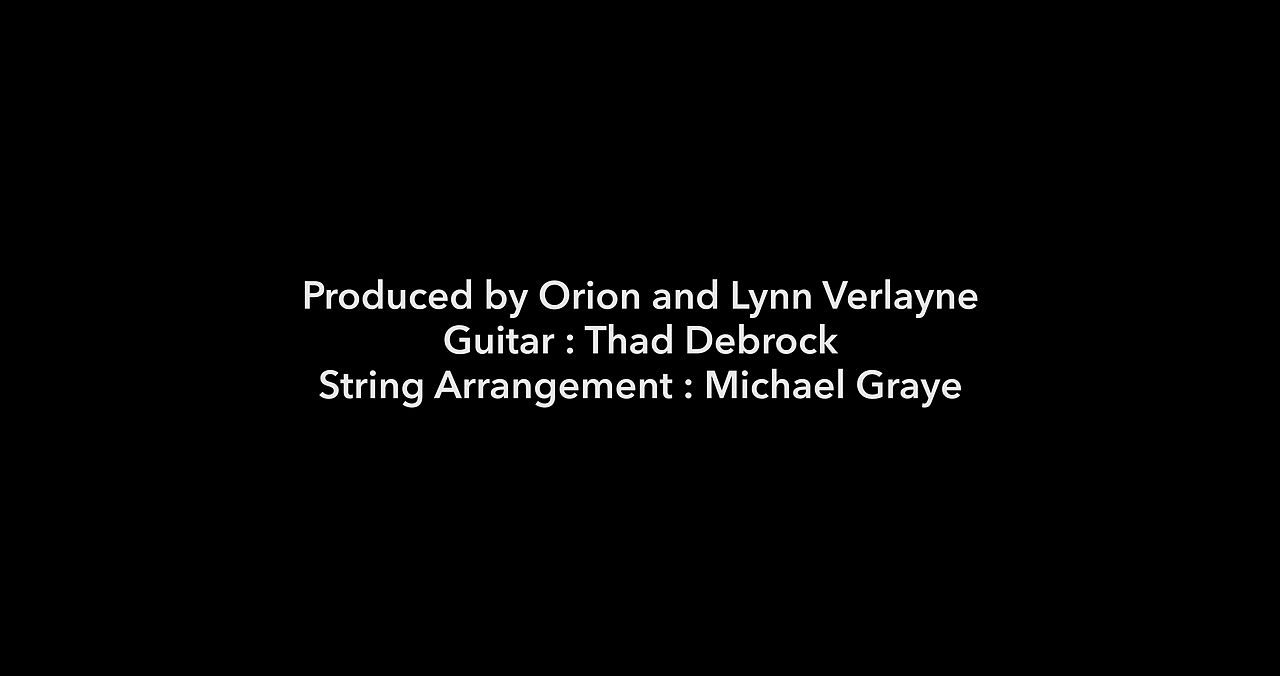 Produced by Orion and Lynn Verlayne
Guitar : Thad Debrock
String Arrangement : Michael Graye